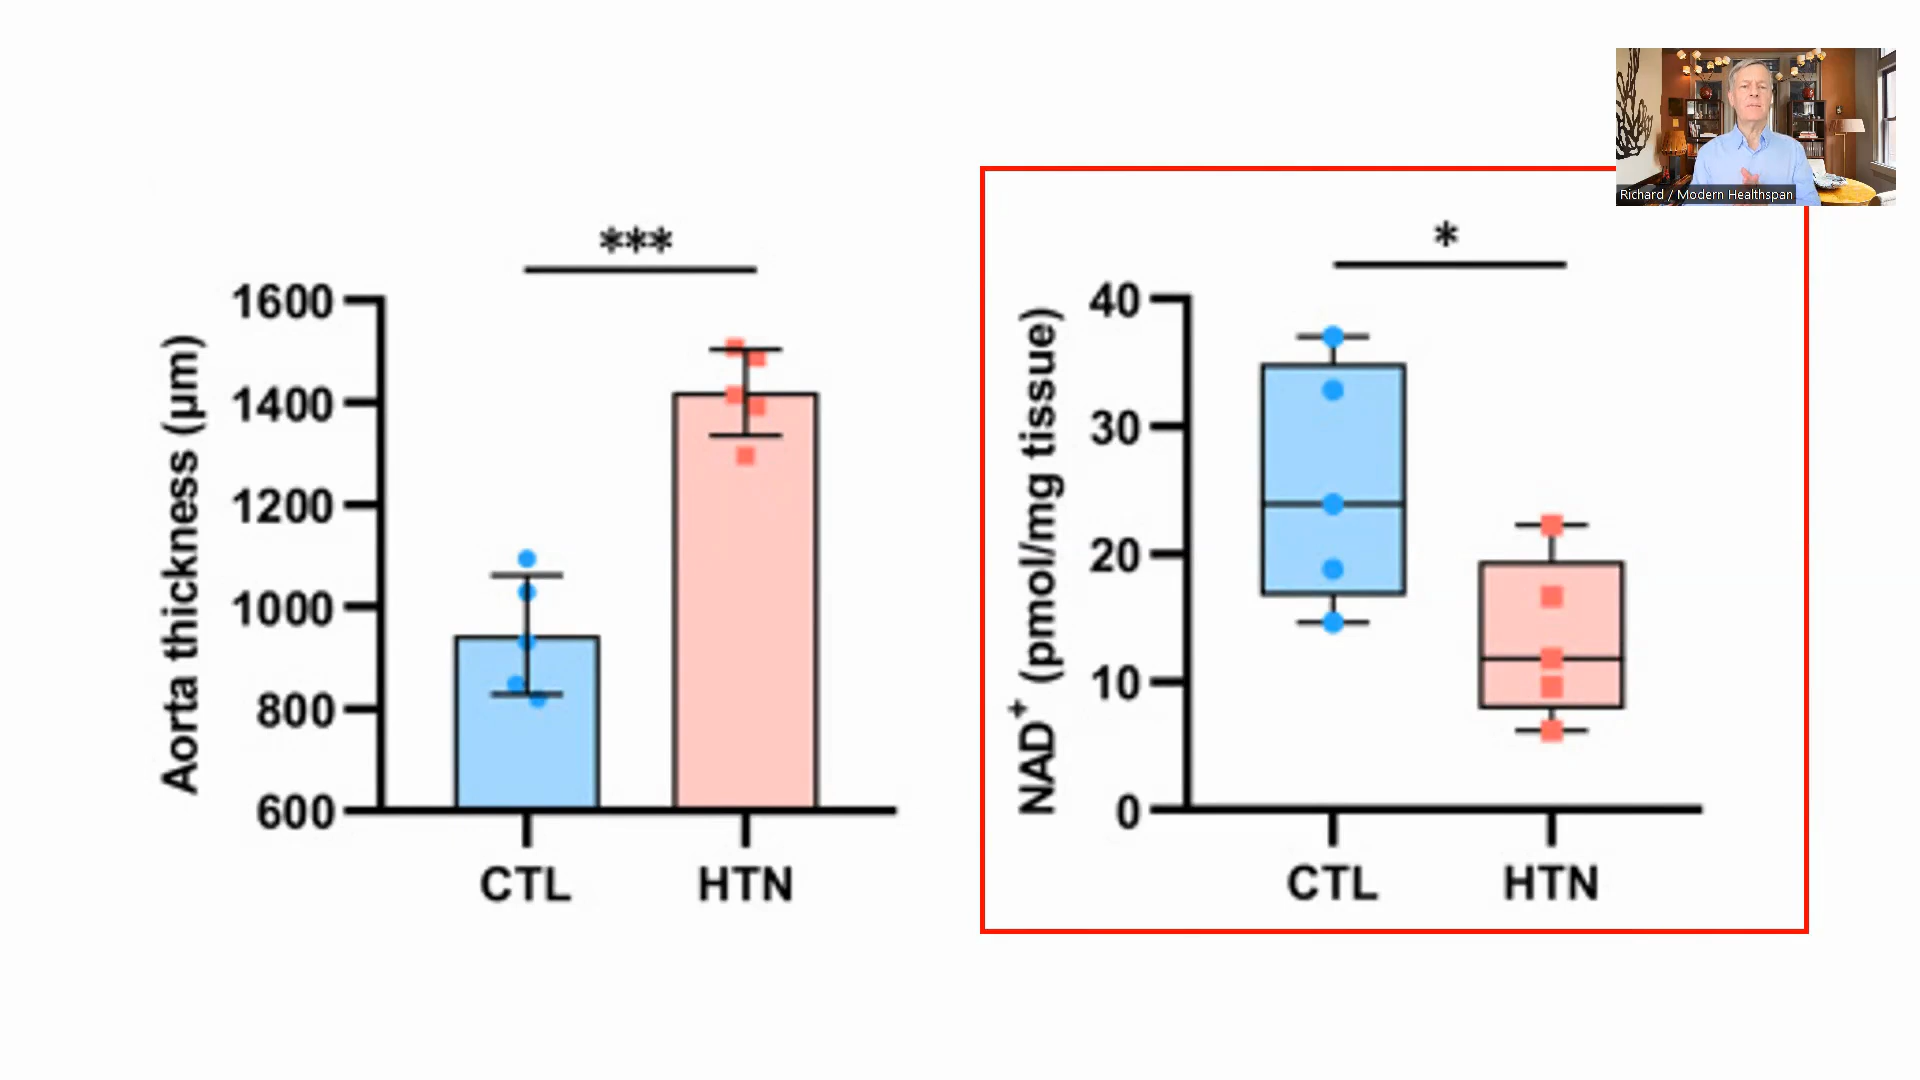 Richard / Modern Healthspan
***
1600
1400
1200
1000
800
600
Aorta thickness (µm)
CTL
HTN
*
40
30
20
10
0
NAD⁺ (pmol/mg tissue)
CTL
HTN